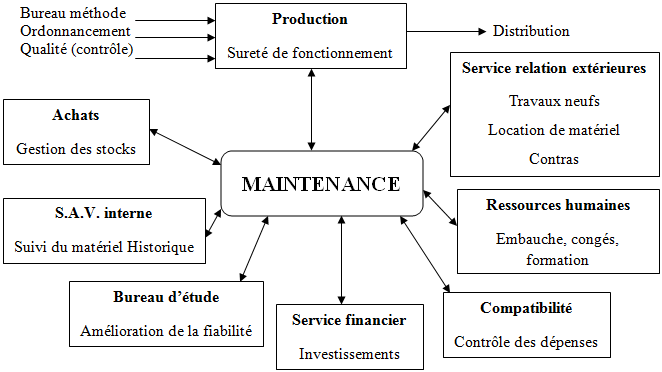 Bureau méthode
Ordonnancement
Qualité (contrôle)
Production
Sureté de fonctionnement
Distribution
Service relation extérieures
Travaux neufs
Location de matériel
Contras
Achats
Gestion des stocks
MAINTENANCE
Ressources humaines
Embauche, congés,
formation
S.A.V. interne
Suivi du matériel Historique
Bureau d’étude
Amélioration de la fiabilité
Service financier
Investissements
Compatibilité
Contrôle des dépenses